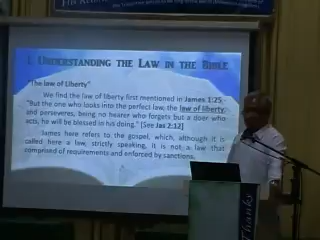 I. UNDERSTANDING THE LAW IN THE BIBLE
"The law of Liberty"
We find the law of liberty first mentioned in James 1:25 -
"But the one who looks into the perfect law, the law of liberty,
and perseveres, being no hearer who forgets but a doer who
acts, he will be blessed in his doing." [See Jas 2:12]
James here refers to the gospel, which, although it is
called here a law, strictly speaking, it is not a law that
comprised of requirements and enforced by sanctions.
Thanks